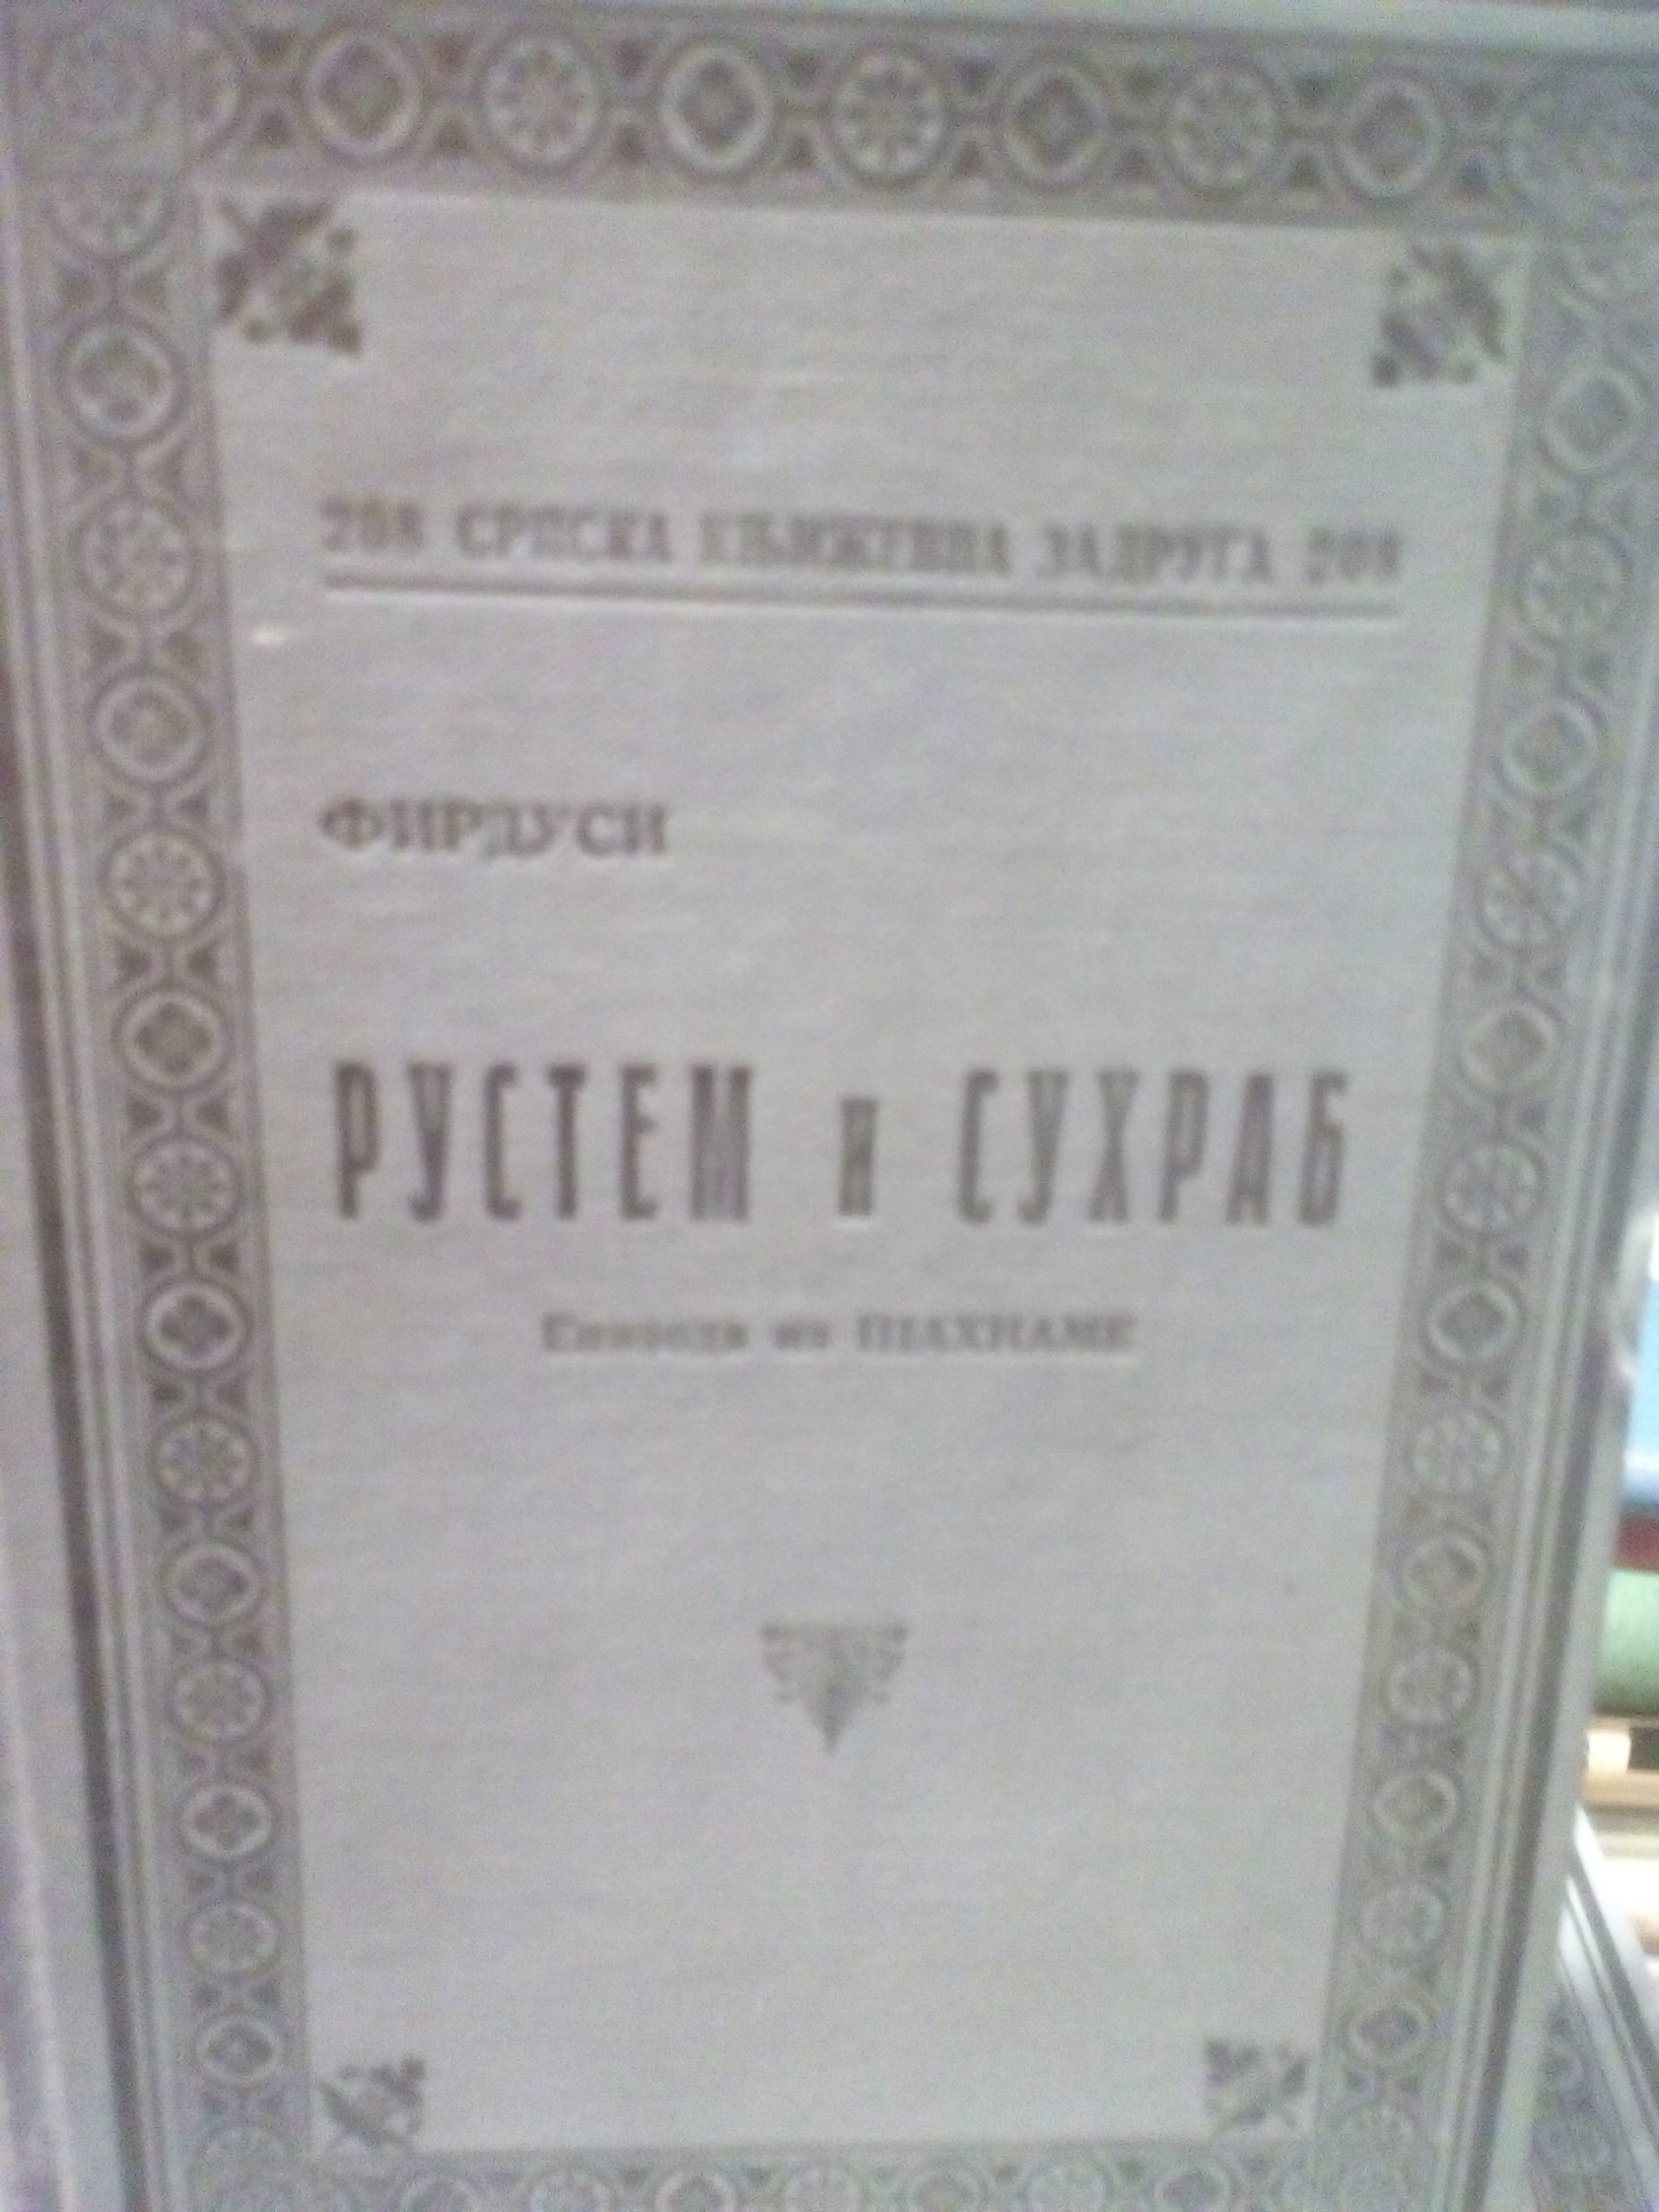 208 СРПСКА КЊИЖЕВНА ЗАДРУГА 208
ФИРДУСИ
РУСТЕМ и СУХРАБ
Епизода из ШАХНАМЕ